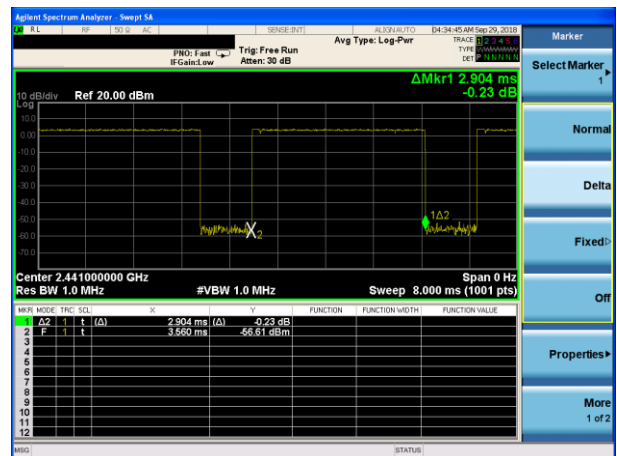 Agilent Spectrum Analyzer - Swept SA
RL RF 50 Ω AC SENSE:INT ALIGNAUTO 04:34:45 AM Sep 29, 2018
Avg Type: Log-Pwr TRACE 1 2 3 4 5 6
PNO: Fast Trig: Free Run TYPE
IFGain:Low Atten: 30 dB DET P N N N N N
ΔMkr1 2.904 ms
-0.23 dB
10 dB/div Ref 20.00 dBm
Log
10.0
0.00
-10.0
-20.0
-30.0
-40.0
-50.0
-60.0
-70.0
1Δ2
X2
Center 2.441000000 GHz Span 0 Hz
Res BW 1.0 MHz #VBW 1.0 MHz Sweep 8.000 ms (1001 pts)
MKR MODE TRC SCL X Y FUNCTION FUNCTION WIDTH FUNCTION VALUE
1 Δ2 1 t (Δ) 2.904 ms (Δ) -0.23 dB
2 F 1 t 3.560 ms -56.61 dBm
3
4
5
6
7
8
9
10
11
12
MSG STATUS
Marker
Select Marker
1
Normal
Delta
Fixed
Off
Properties
More
1 of 2